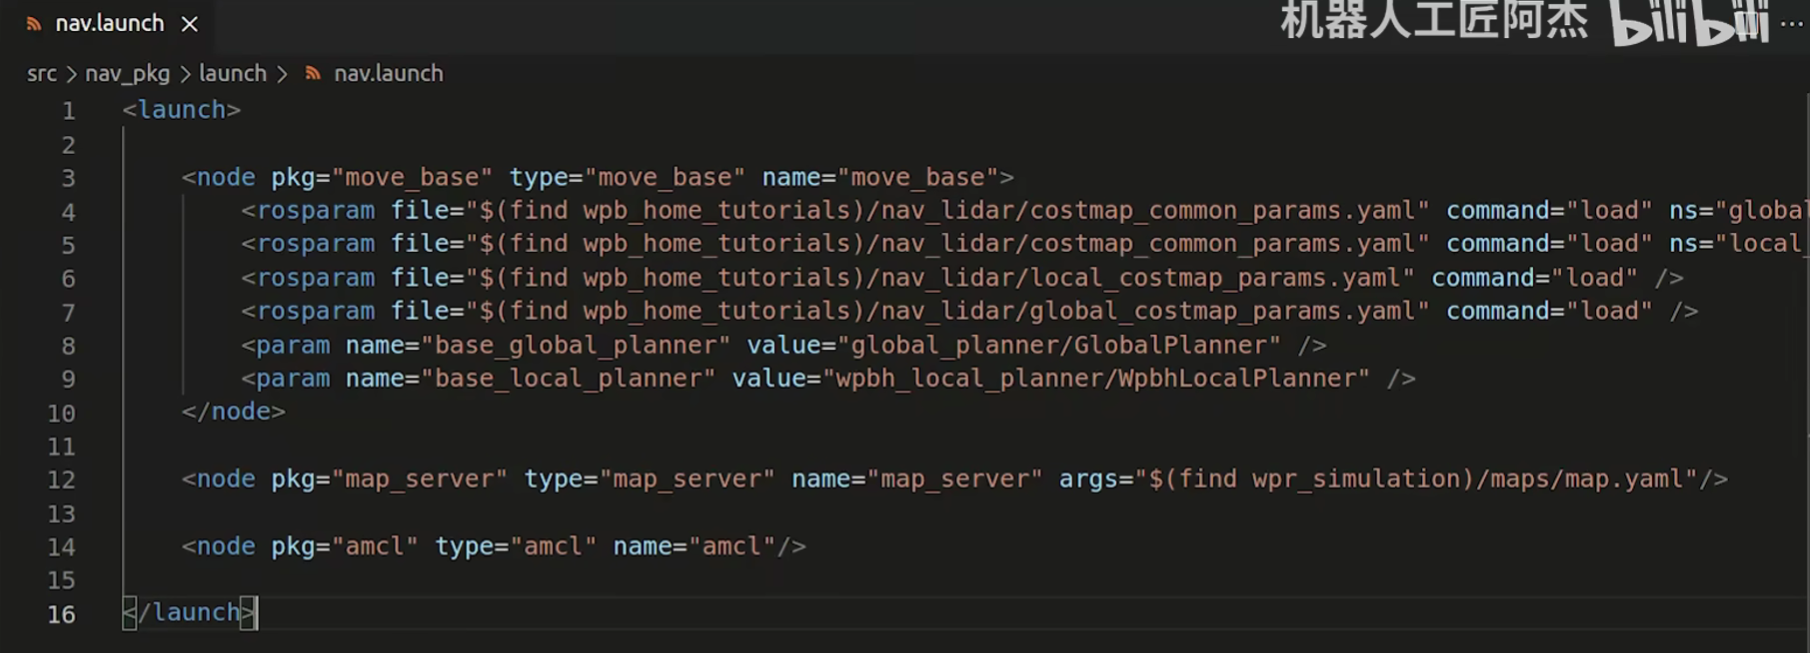 nav.launch
机器人工匠阿杰 bilibili
src > nav_pkg > launch > nav.launch
1 <launch>
2
3 <node pkg="move_base" type="move_base" name="move_base">
4 <rosparam file="$(find wpb_home_tutorials)/nav_lidar/costmap_common_params.yaml" command="load" ns="global
5 <rosparam file="$(find wpb_home_tutorials)/nav_lidar/costmap_common_params.yaml" command="load" ns="local_
6 <rosparam file="$(find wpb_home_tutorials)/nav_lidar/local_costmap_params.yaml" command="load" />
7 <rosparam file="$(find wpb_home_tutorials)/nav_lidar/global_costmap_params.yaml" command="load" />
8 <param name="base_global_planner" value="global_planner/GlobalPlanner" />
9 <param name="base_local_planner" value="wpbh_local_planner/WpbhLocalPlanner" />
10 </node>
11
12 <node pkg="map_server" type="map_server" name="map_server" args="$(find wpr_simulation)/maps/map.yaml"/>
13
14 <node pkg="amcl" type="amcl" name="amcl"/>
15
16 </launch>